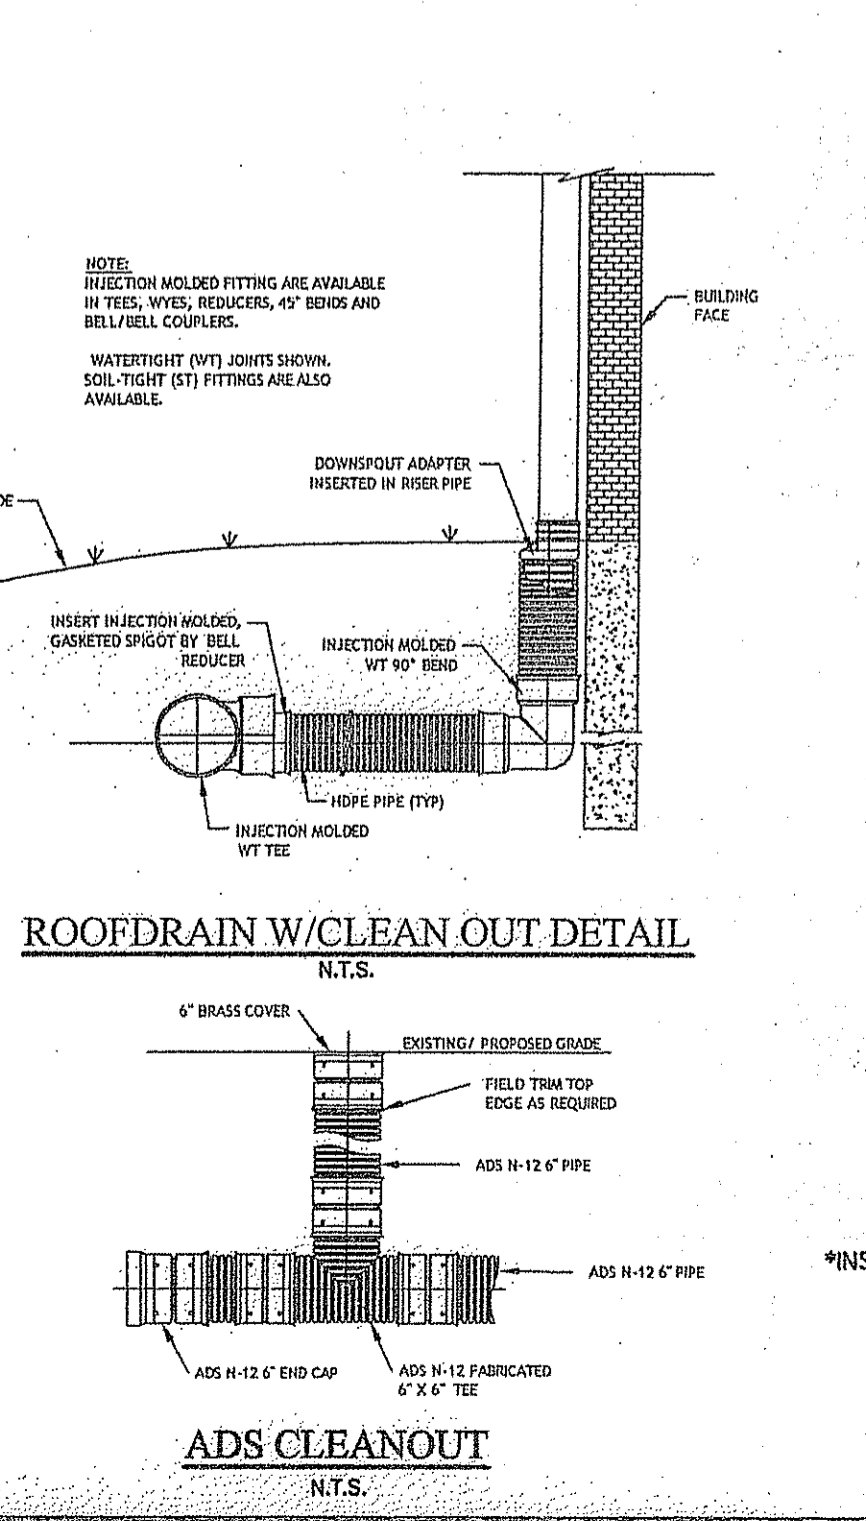 NOTE:
INJECTION MOLDED FITTING ARE AVAILABLE
IN TEES, WYES, REDUCERS, 45° BENDS AND
BELL/BELL COUPLERS.
WATERTIGHT (WT) JOINTS SHOWN.
SOIL-TIGHT (ST) FITTINGS ARE ALSO
AVAILABLE.
BUILDING
FACE
DOWNSPOUT ADAPTER
INSERTED IN RISER PIPE
DE
INSERT INJECTION MOLDED,
GASKETED SPIGOT BY BELL
REDUCER
INJECTION MOLDED
WT 90° BEND
HDPE PIPE (TYP)
INJECTION MOLDED
WT TEE
ROOFDRAIN W/CLEAN OUT DETAIL
N.T.S.
6" BRASS COVER
EXISTING/ PROPOSED GRADE
FIELD TRIM TOP
EDGE AS REQUIRED
ADS N-12 6" PIPE
ADS N-12 6" PIPE
*INS
ADS N-12 6" END CAP
ADS N-12 FABRICATED
6" X 6" TEE
ADS CLEANOUT
N.T.S.